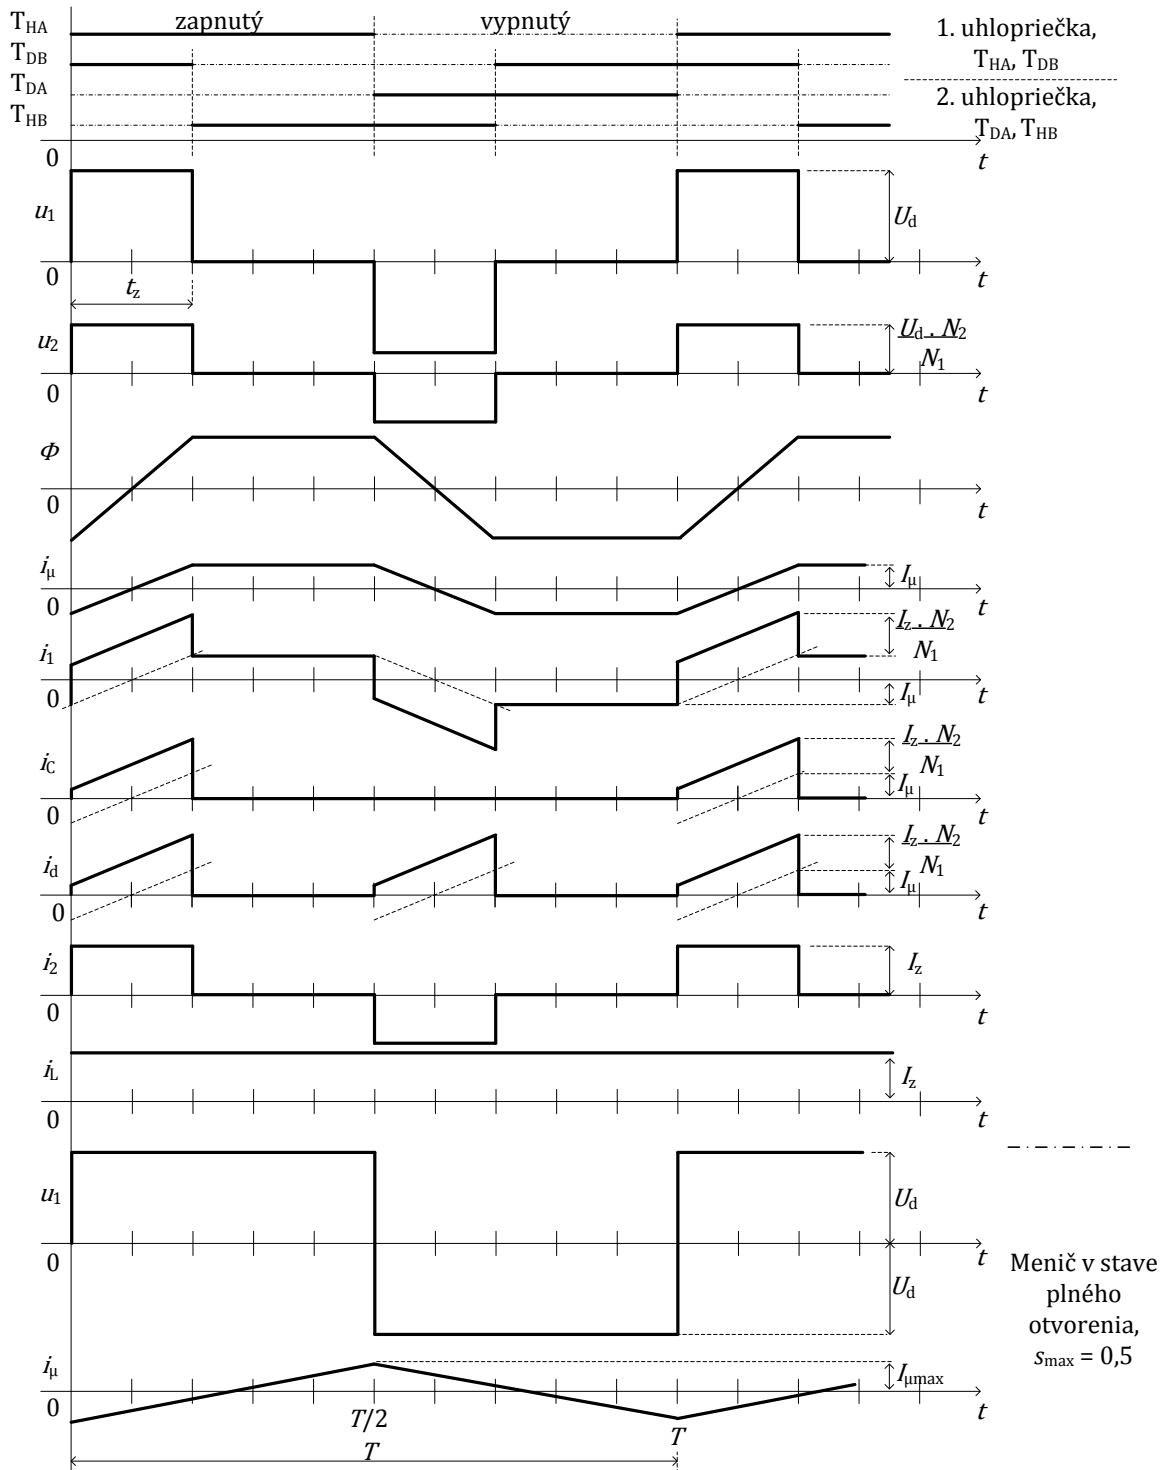 T_HA zapnutý vypnutý
T_DB
T_DA
T_HB
1. uhlopriečka,
T_HA, T_DB
2. uhlopriečka,
T_DA, T_HB
0 t
u_1 U_d
0 t
t_z
u_2 U_d . N_2
N_1
0 t
Φ
0 t
i_μ I_μ
0 t
i_1 I_z . N_2
N_1
0 I_μ
t
i_C I_z . N_2
N_1
I_μ
0 t
i_d I_z . N_2
N_1
I_μ
0 t
i_2 I_z
0 t
i_L I_z
0 t
u_1 U_d
0 t
U_d
Menič v stave
plného
otvorenia,
s_max = 0,5
i_μ I_μmax
0 t
T/2 T
T